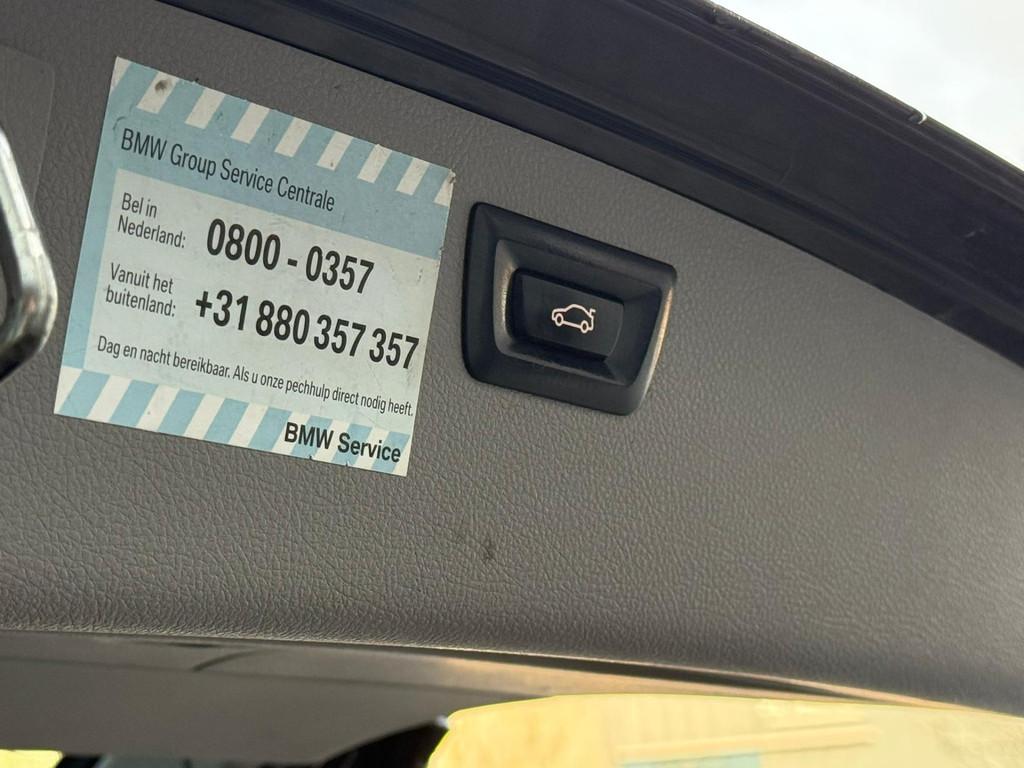 BMW Group Service Centrale
Bel in
Nederland:
0800 - 0357
Vanuit het
buitenland:
+31 880 357 357
Dag en nacht bereikbaar. Als u onze pechhulp direct nodig heeft.
BMW Service